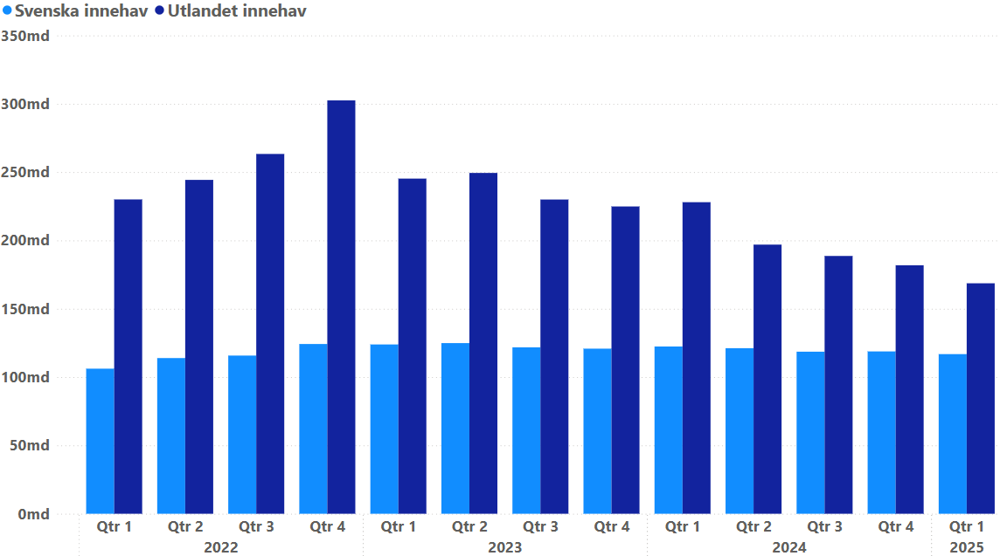 Svenska innehav Utlandet innehav
350md
300md
250md
200md
150md
100md
50md
0md
Qtr 1 Qtr 2 Qtr 3 Qtr 4 Qtr 1 Qtr 2 Qtr 3 Qtr 4 Qtr 1 Qtr 2 Qtr 3 Qtr 4 Qtr 1
2022 2023 2024 2025